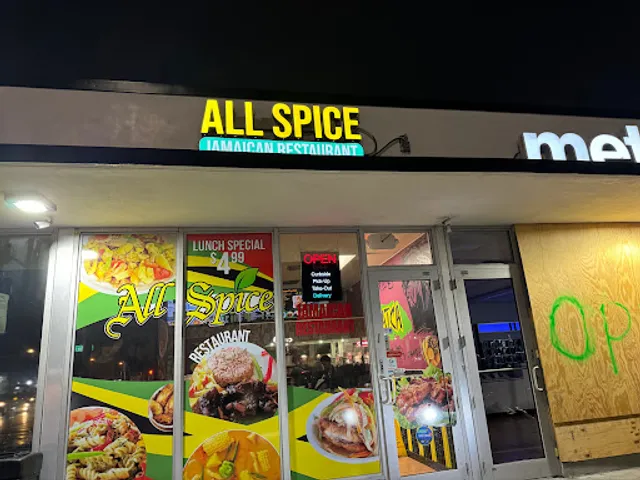 ALL SPICE
JAMAICAN RESTAURANT
met
LUNCH SPECIAL
$4.99
OPEN
Curbside
Pick-Up
Take-Out
Delivery
All Spice
RESTAURANT
JAMAICAN
Op